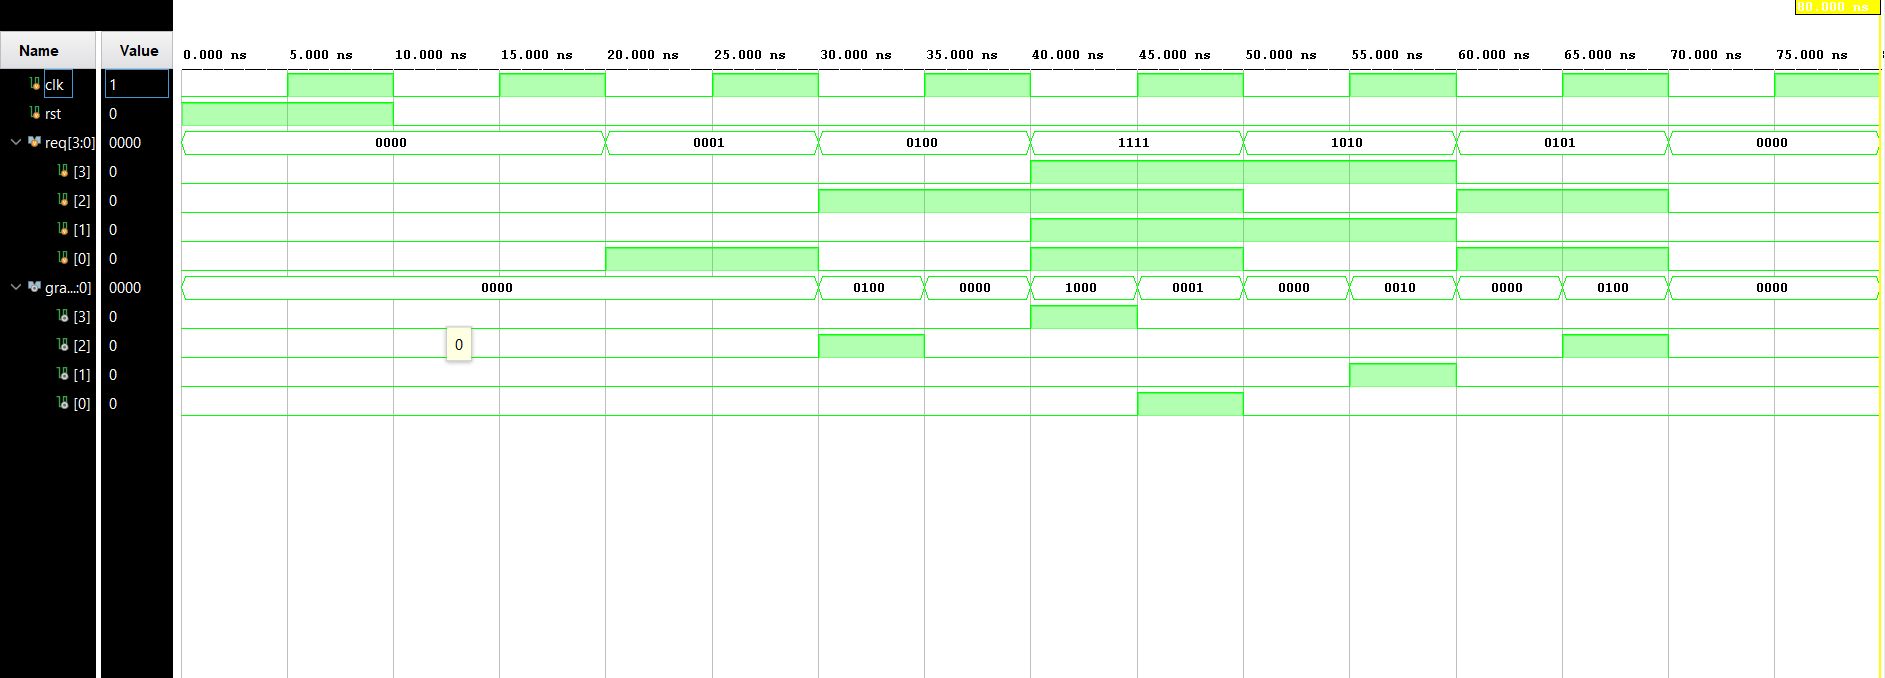 80.000 ns
Name Value
0.000 ns 5.000 ns 10.000 ns 15.000 ns 20.000 ns 25.000 ns 30.000 ns 35.000 ns 40.000 ns 45.000 ns 50.000 ns 55.000 ns 60.000 ns 65.000 ns 70.000 ns 75.000 ns
clk 1
rst 0
req[3:0] 0000 0000 0001 0100 1111 1010 0101 0000
[3] 0
[2] 0
[1] 0
[0] 0
gra...:0] 0000 0000 0100 0000 1000 0001 0000 0010 0000 0100 0000
[3] 0
[2] 0 0
[1] 0
[0] 0